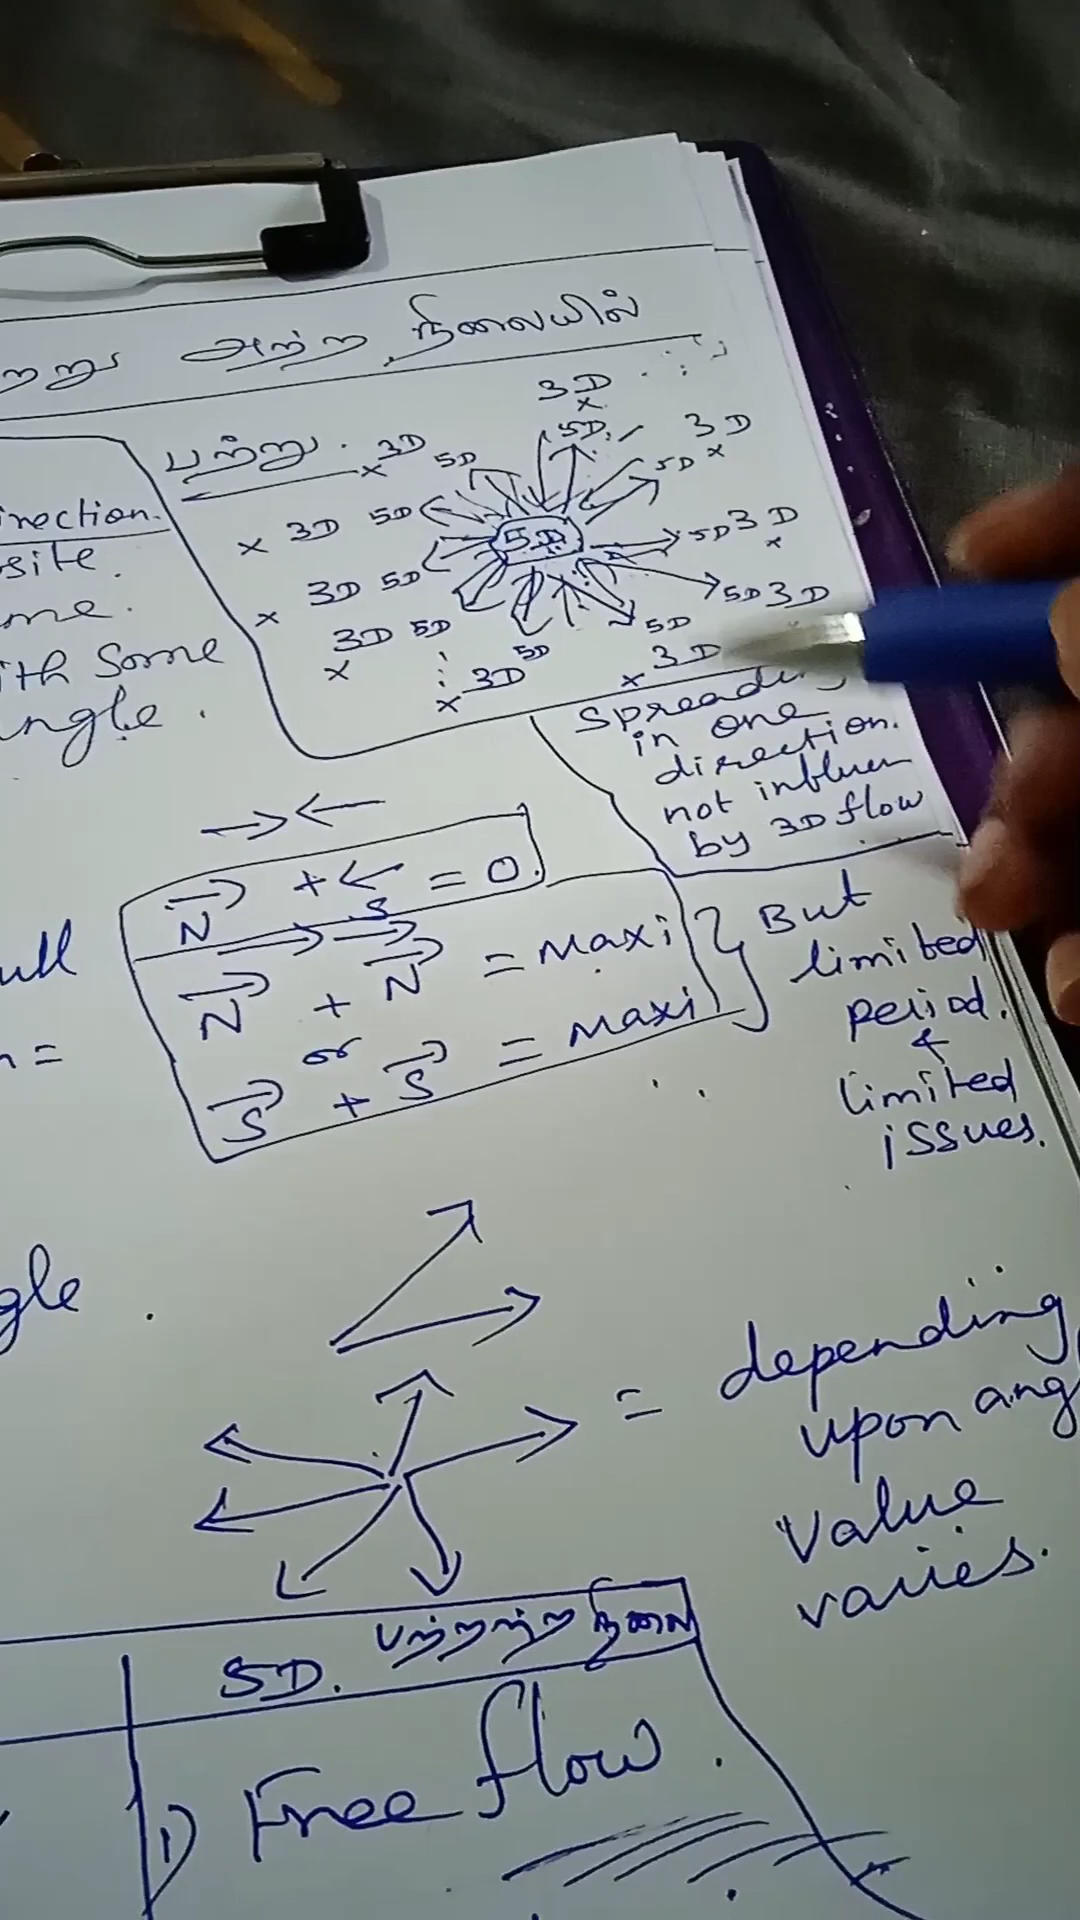 அற்ற நிலையில்
பற்று.
3D
3D 5D 5D 5D 3D
x 3D 5D 5D 5D 3D
3D 5D 5D 3D
3D 5D 5D
3D 5D 3D
Spreading
in one
direction.
not influen
by 3D flow
irection.
site.
me.
ith some
ngle.
N + S = 0.
N + N = Maxi
or
S + S = Maxi
But
limited
period.
&
limited
issues.
ull
n =
gle.
= depending
upon ang
Value
varies.
5D. பற்றற்ற நிலை
1) Free flow.